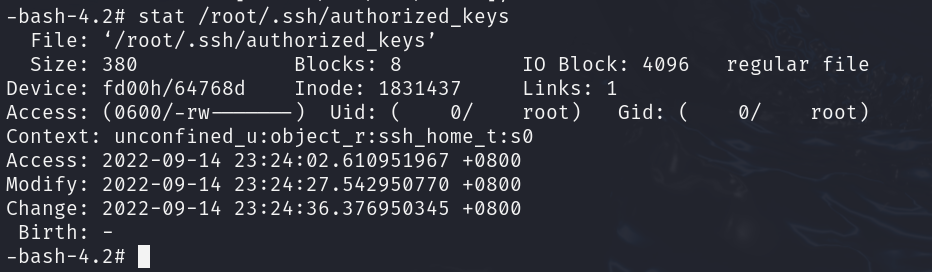 -bash-4.2# stat /root/.ssh/authorized_keys
  File: ‘/root/.ssh/authorized_keys’
  Size: 380             Blocks: 8          IO Block: 4096   regular file
Device: fd00h/64768d    Inode: 1831437     Links: 1
Access: (0600/-rw-------)  Uid: (    0/    root)   Gid: (    0/    root)
Context: unconfined_u:object_r:ssh_home_t:s0
Access: 2022-09-14 23:24:02.610951967 +0800
Modify: 2022-09-14 23:24:27.542950770 +0800
Change: 2022-09-14 23:24:36.376950345 +0800
 Birth: -
-bash-4.2#